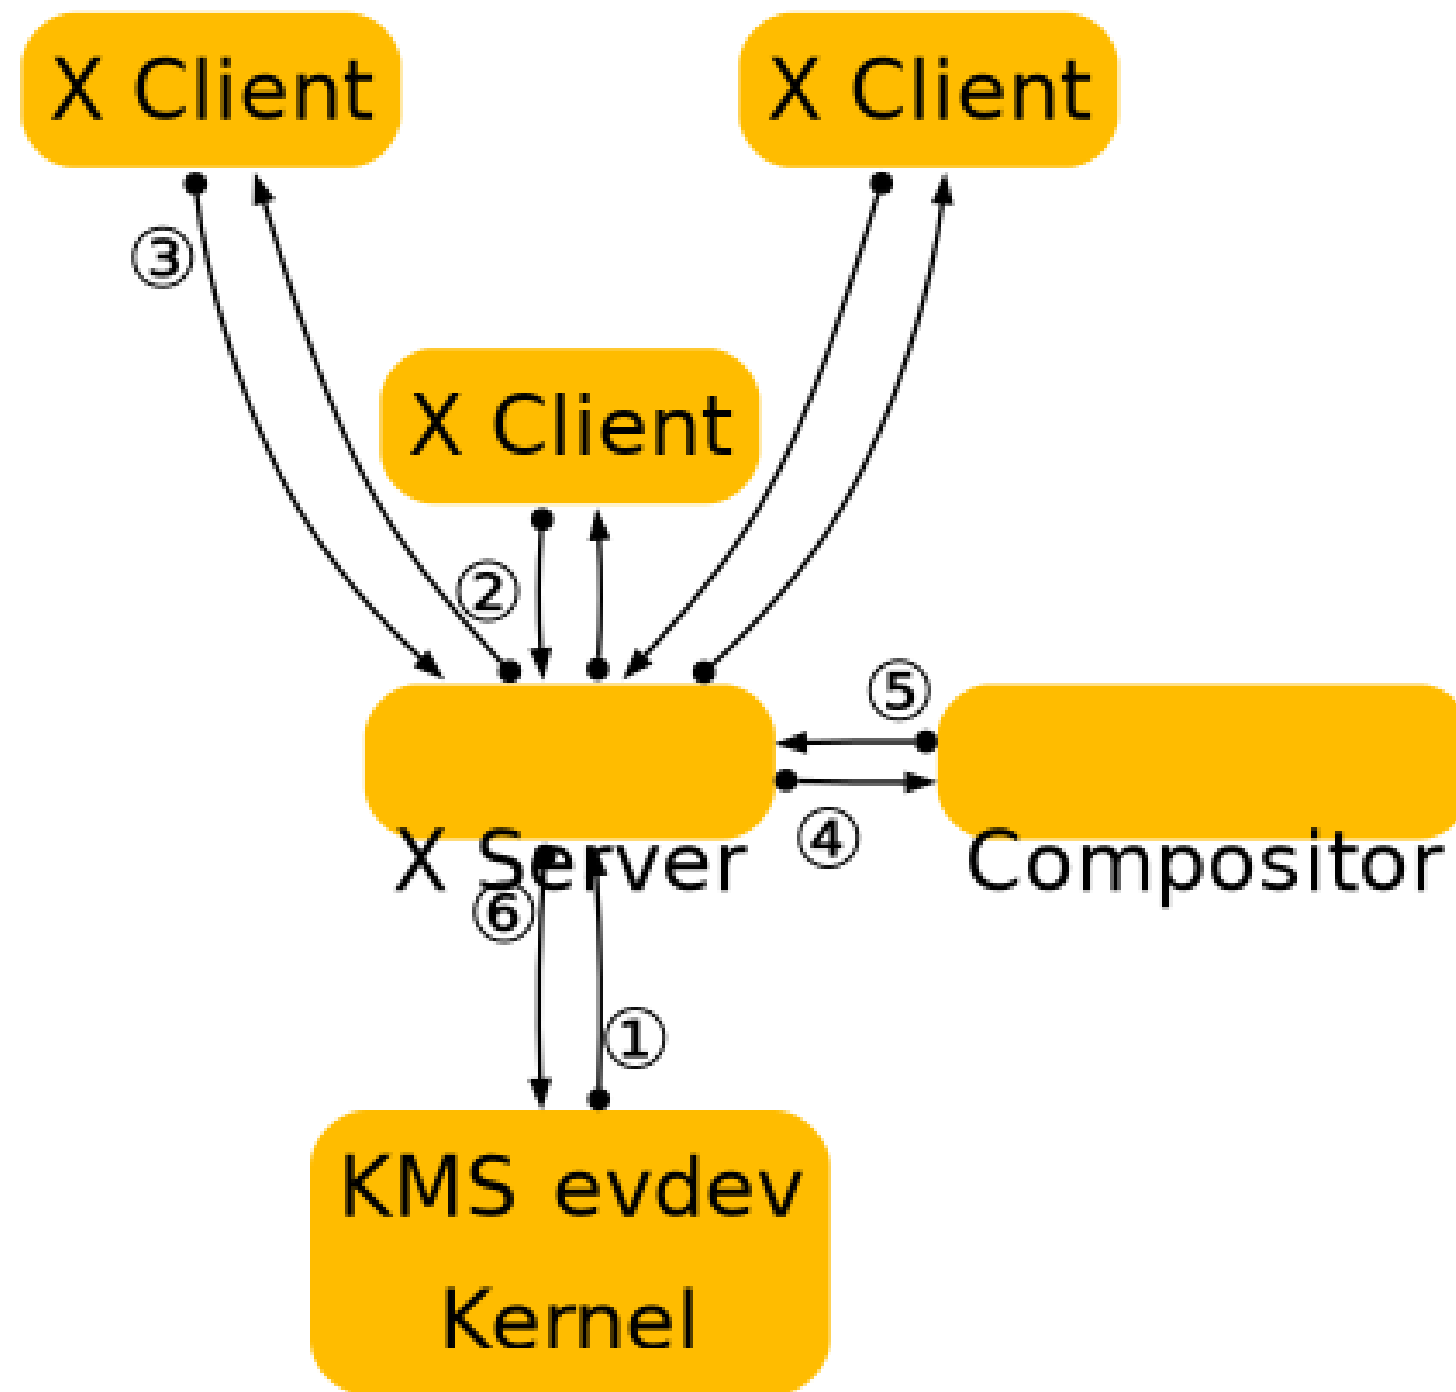 X Client
X Client
③
X Client
②
⑤
④
X Server
Compositor
⑥
①
KMS evdev
Kernel